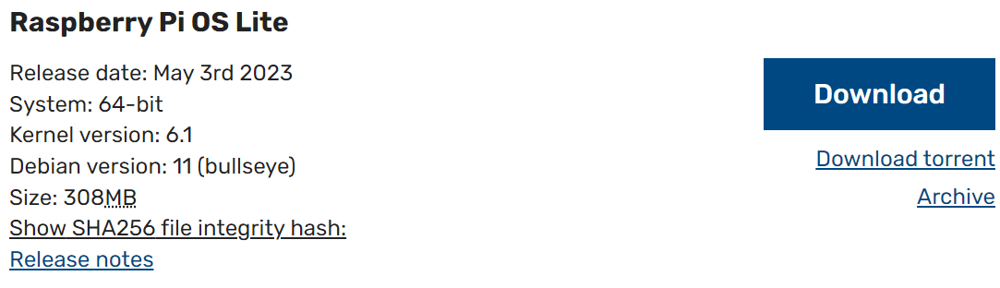 Raspberry Pi OS Lite
Release date: May 3rd 2023
System: 64-bit
Kernel version: 6.1
Debian version: 11 (bullseye)
Size: 308MB
Show SHA256 file integrity hash:
Release notes
Download
Download torrent
Archive